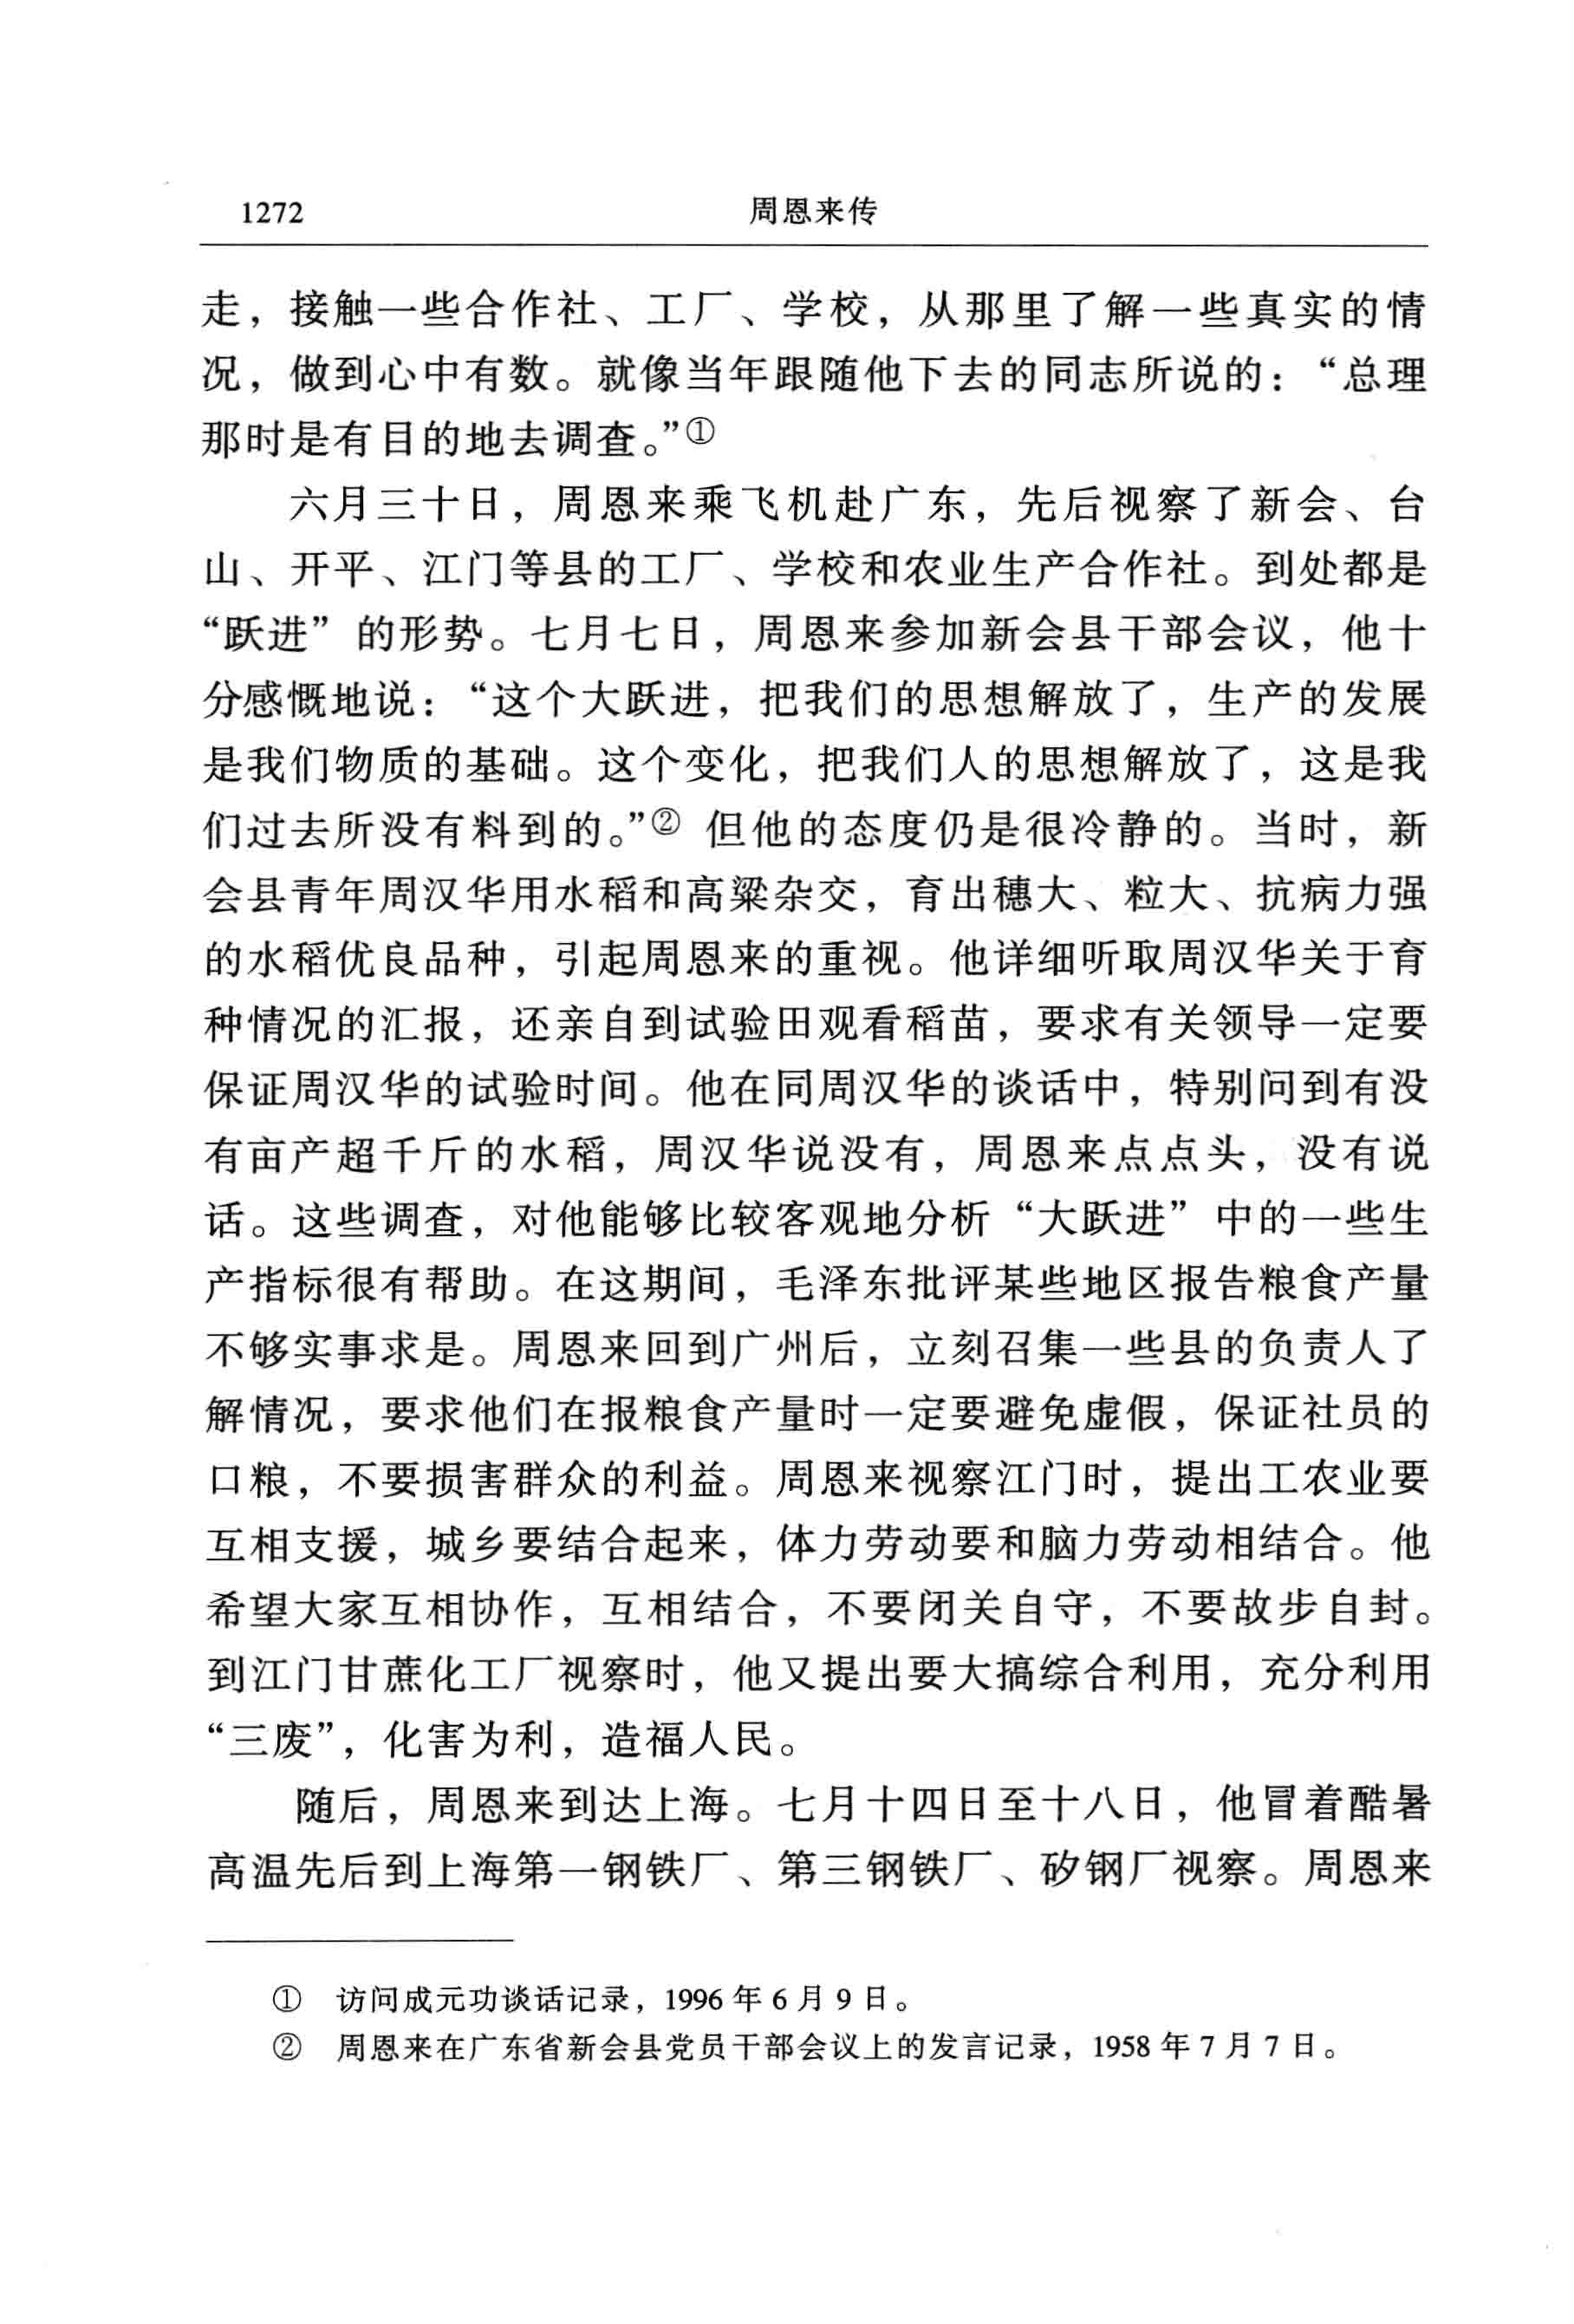 1272
周恩来传
走，接触一些合作社、工厂、学校，从那里了解一些真实的情
况，做到心中有数。就像当年跟随他下去的同志所说的：“总理
那时是有目的地去调查。”①
六月三十日，周恩来乘飞机赴广东，先后视察了新会、台
山、开平、江门等县的工厂、学校和农业生产合作社。到处都是
“跃进”的形势。七月七日，周恩来参加新会县干部会议，他十
分感慨地说：“这个大跃进，把我们的思想解放了，生产的发展
是我们物质的基础。这个变化，把我们人的思想解放了，这是我
们过去所没有料到的。”②但他的态度仍是很冷静的。当时，新
会县青年周汉华用水稻和高粱杂交，育出穗大、粒大、抗病力强
的水稻优良品种，引起周恩来的重视。他详细听取周汉华关于育
种情况的汇报，还亲自到试验田观看稻苗，要求有关领导一定要
保证周汉华的试验时间。他在同周汉华的谈话中，特别问到有没
有亩产超千斤的水稻，周汉华说没有，周恩来点点头，没有说
话。这些调查，对他能够比较客观地分析“大跃进”中的一些生
产指标很有帮助。在这期间，毛泽东批评某些地区报告粮食产量
不够实事求是。周恩来回到广州后，立刻召集一些县的负责人了
解情况，要求他们在报粮食产量时一定要避免虚假，保证社员的
口粮，不要损害群众的利益。周恩来视察江门时，提出工农业要
互相支援，城乡要结合起来，体力劳动要和脑力劳动相结合。他
希望大家互相协作，互相结合，不要闭关自守，不要故步自封。
到江门甘蔗化工厂视察时，他又提出要大搞综合利用，充分利用
“三废”，化害为利，造福人民。
随后，周恩来到达上海。七月十四日至十八日，他冒着酷暑
高温先后到上海第一钢铁厂、第三钢铁厂、矽钢厂视察。周恩来
① 访问成元功谈话记录，1996年6月9日。
② 周恩来在广东省新会县党员干部会议上的发言记录，1958年7月7日。